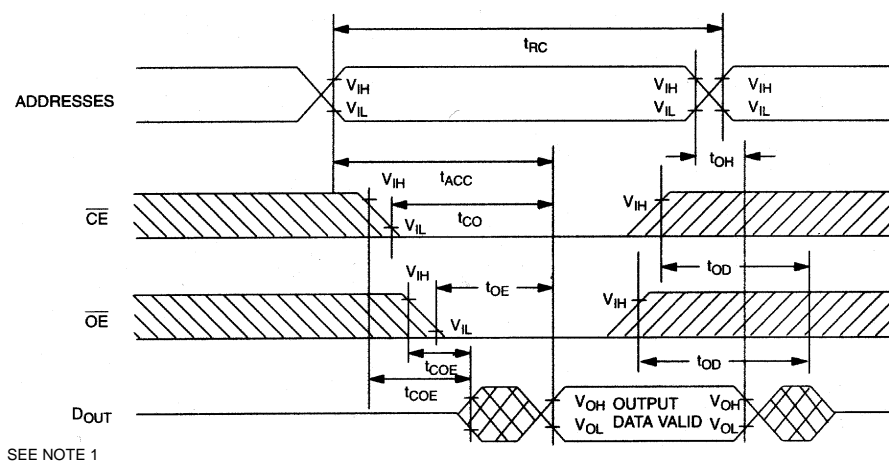 tRC
ADDRESSES
VIH
VIL
VIH
VIL
VIH
VIL
tOH
tACC
CE
VIH
tCO
VIL
VIH
tOD
OE
VIH
tOE
VIL
VIH
tOD
tCOE
tCOE
DOUT
VOH
VOL
OUTPUT
DATA VALID
VOH
VOL
SEE NOTE 1